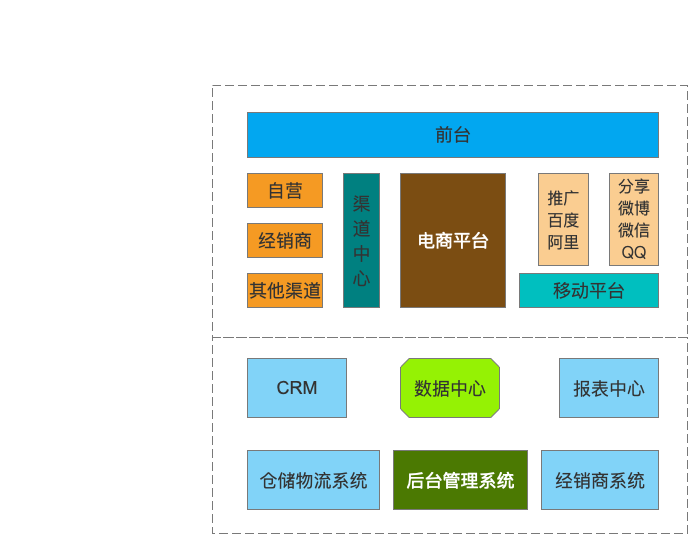 前台
自营
经销商
其他渠道
渠
道
中
心
电商平台
推广
百度
阿里
分享
微博
微信
QQ
移动平台
CRM
数据中心
报表中心
仓储物流系统
后台管理系统
经销商系统